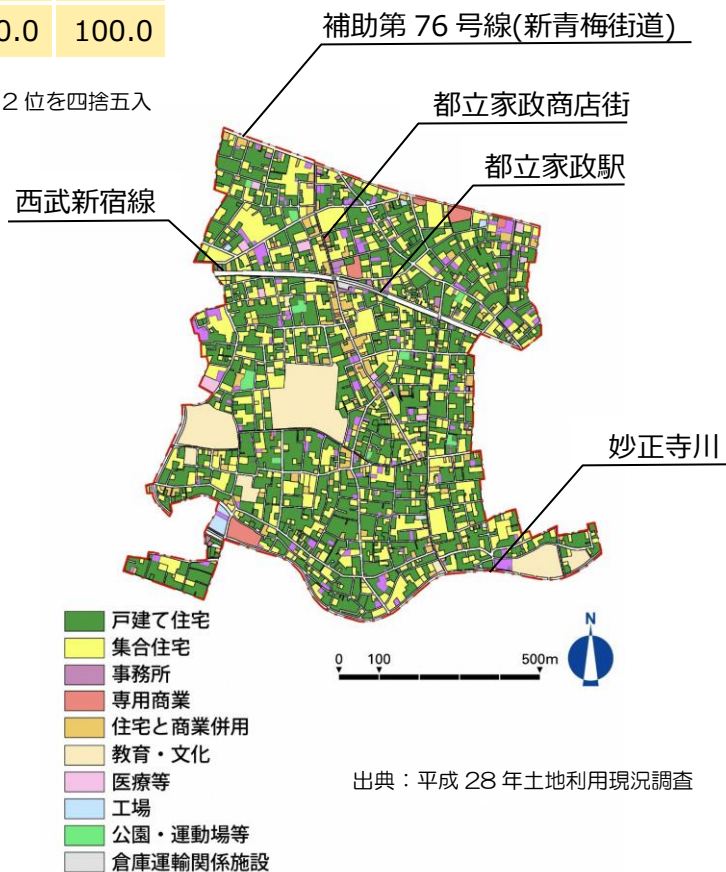 0.0 100.0
2 位を四捨五入
補助第 76 号線(新青梅街道)
都立家政商店街
都立家政駅
西武新宿線
妙正寺川
戸建て住宅
集合住宅
事務所
専用商業
住宅と商業併用
教育・文化
医療等
工場
公園・運動場等
倉庫運輸関係施設
0 100 500m
N
出典：平成 28 年土地利用現況調査